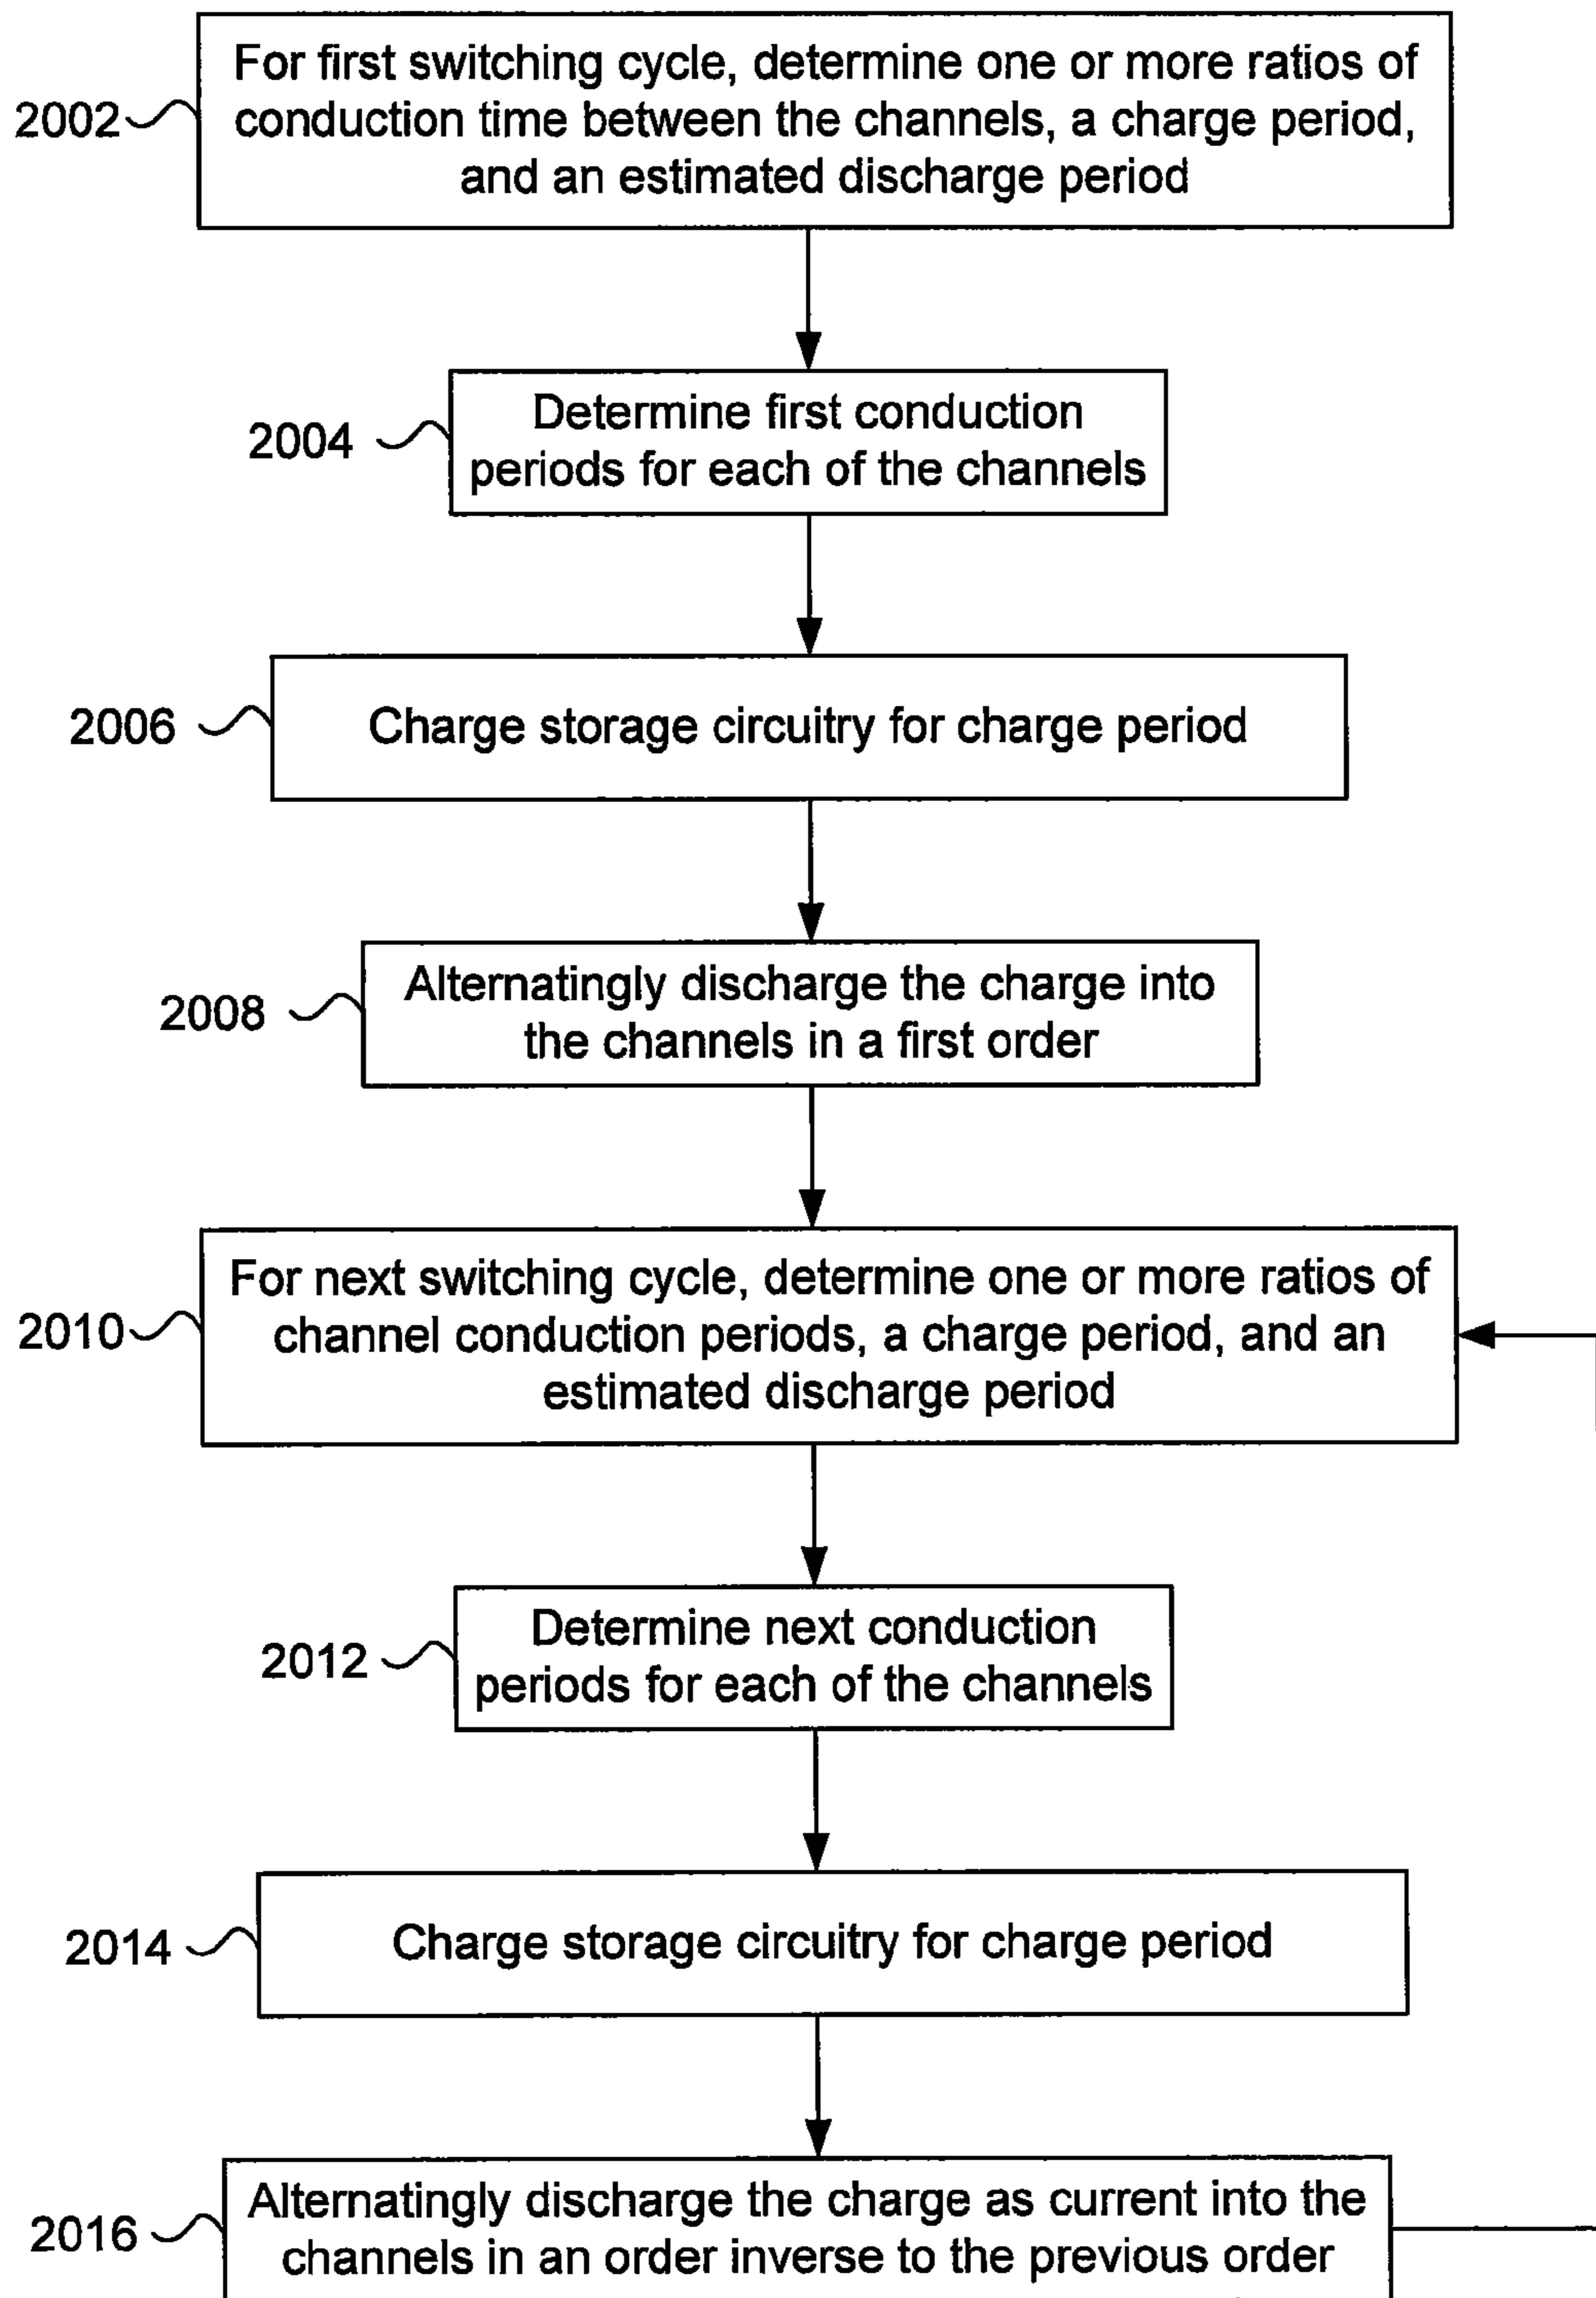 For first switching cycle, determine one or more ratios of
2002
conduction time between the channels, a charge period,
and an estimated discharge period
Determine first conduction
2004
periods for each of the channels
2006
Charge storage circuitry for charge period
Alternatingly discharge the charge into
2008
the channels in a first order
For next switching cycle, determine one or more ratios of
2010
channel conduction periods, a charge period, and an
estimated discharge period
Determine next conduction
2012
periods for each of the channels
2014
Charge storage circuitry for charge period
Alternatingly discharge the charge as current into the
2016
channels in an order inverse to the previous order